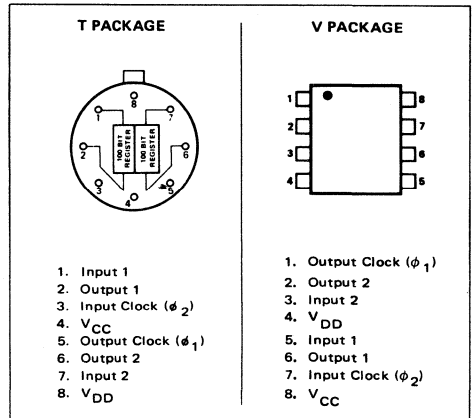 T PACKAGE
8
1
7
100 BIT
REGISTER
100 BIT
REGISTER
2
6
3
5
4
1. Input 1
2. Output 1
3. Input Clock (ø2)
4. VCC
5. Output Clock (ø1)
6. Output 2
7. Input 2
8. VDD
V PACKAGE
1
8
2
7
3
6
4
5
1. Output Clock (ϕ1)
2. Output 2
3. Input 2
4. VDD
5. Input 1
6. Output 1
7. Input Clock (ϕ2)
8. VCC